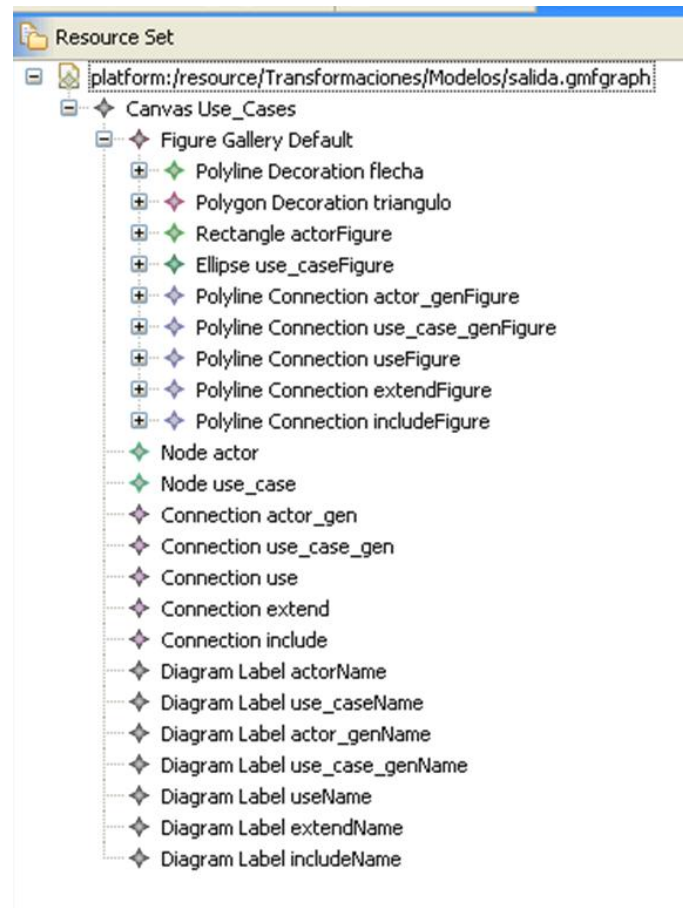 Resource Set
platform:/resource/Transformaciones/Modelos/salida.gmfgraph
Canvas Use_Cases
Figure Gallery Default
Polyline Decoration flecha
Polygon Decoration triangulo
Rectangle actorFigure
Ellipse use_caseFigure
Polyline Connection actor_genFigure
Polyline Connection use_case_genFigure
Polyline Connection useFigure
Polyline Connection extendFigure
Polyline Connection includeFigure
Node actor
Node use_case
Connection actor_gen
Connection use_case_gen
Connection use
Connection extend
Connection include
Diagram Label actorName
Diagram Label use_caseName
Diagram Label actor_genName
Diagram Label use_case_genName
Diagram Label useName
Diagram Label extendName
Diagram Label includeName